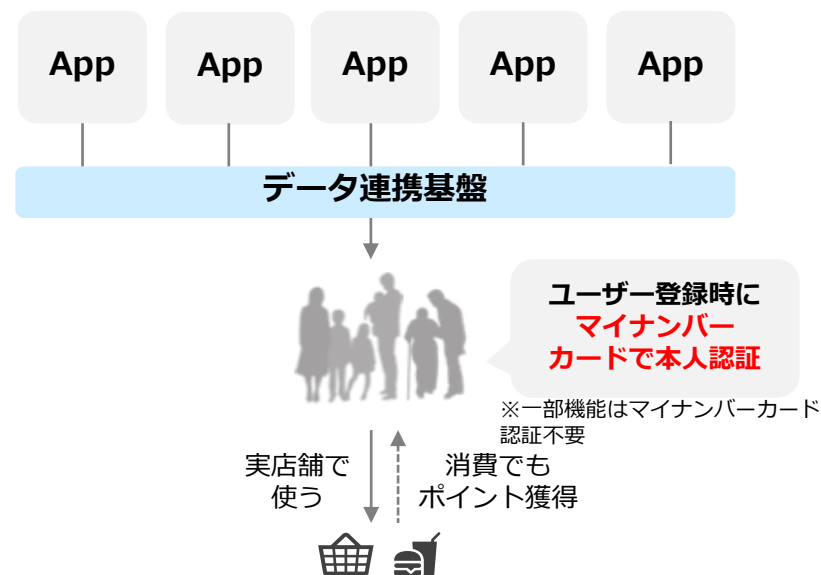 App
App
App
App
App
データ連携基盤
ユーザー登録時に
マイナンバー
カードで本人認証
※一部機能はマイナンバーカード
認証不要
実店舗で
使う
消費でも
ポイント獲得